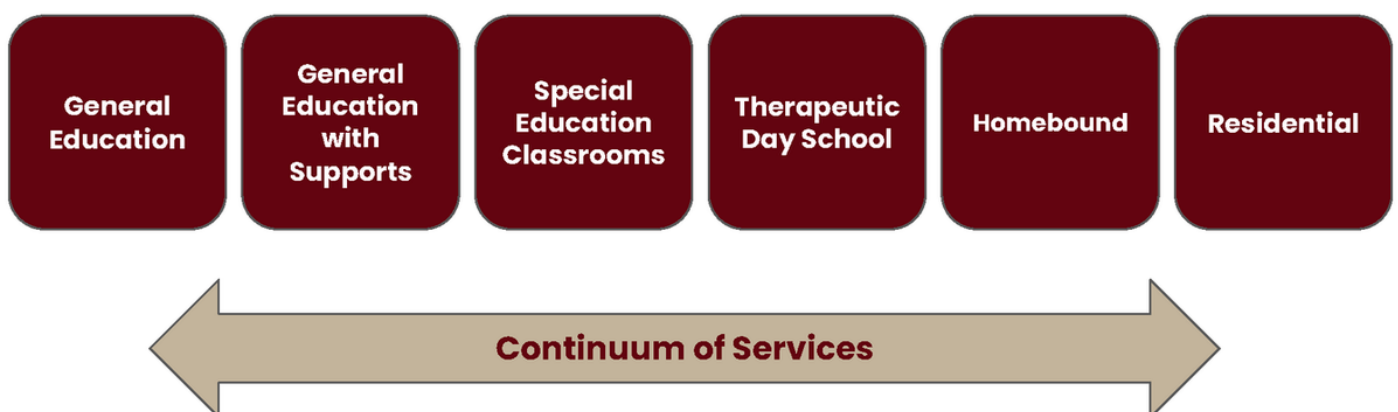 General
Education
General
Education
with
Supports
Special
Education
Classrooms
Therapeutic
Day School
Homebound
Residential
Continuum of Services